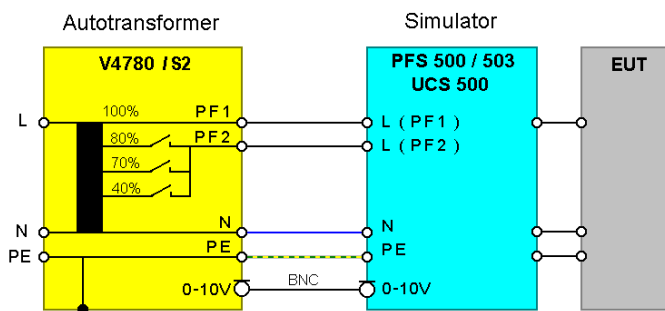 Autotransformer
Simulator
V4780 / S2
PFS 500 / 503
UCS 500
EUT
L
100%
PF1
L ( PF1 )
80%
PF2
L ( PF2 )
70%
40%
N
N
N
PE
PE
PE
0-10V
BNC
0-10V